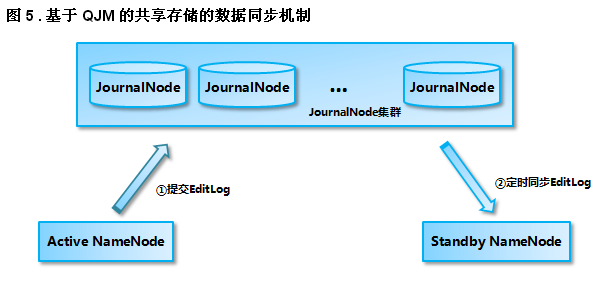 图 5 . 基于 QJM 的共享存储的数据同步机制
JournalNode
JournalNode
...
JournalNode
JournalNode集群
①提交EditLog
②定时同步EditLog
Active NameNode
Standby NameNode